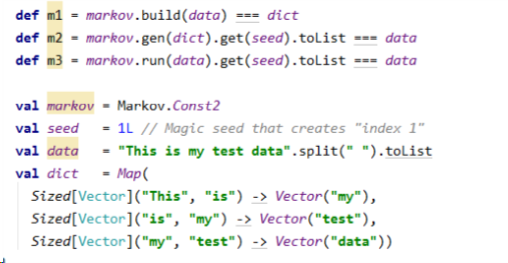 def m1 = markov.build(data) === dict
def m2 = markov.gen(dict).get(seed).toList === data
def m3 = markov.run(data).get(seed).toList === data
val markov = Markov.Const2
val seed = 1L // Magic seed that creates "index 1"
val data = "This is my test data".split(" ").toList
val dict = Map(
Sized[Vector]("This", "is") -> Vector("my"),
Sized[Vector]("is", "my") -> Vector("test"),
Sized[Vector]("my", "test") -> Vector("data"))